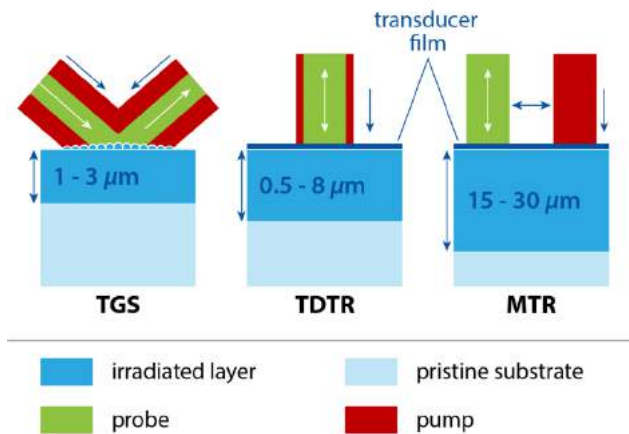 transducer
film
1 - 3 µm
0.5 - 8 µm
15 - 30 µm
TGS
TDTR
MTR
irradiated layer
pristine substrate
probe
pump